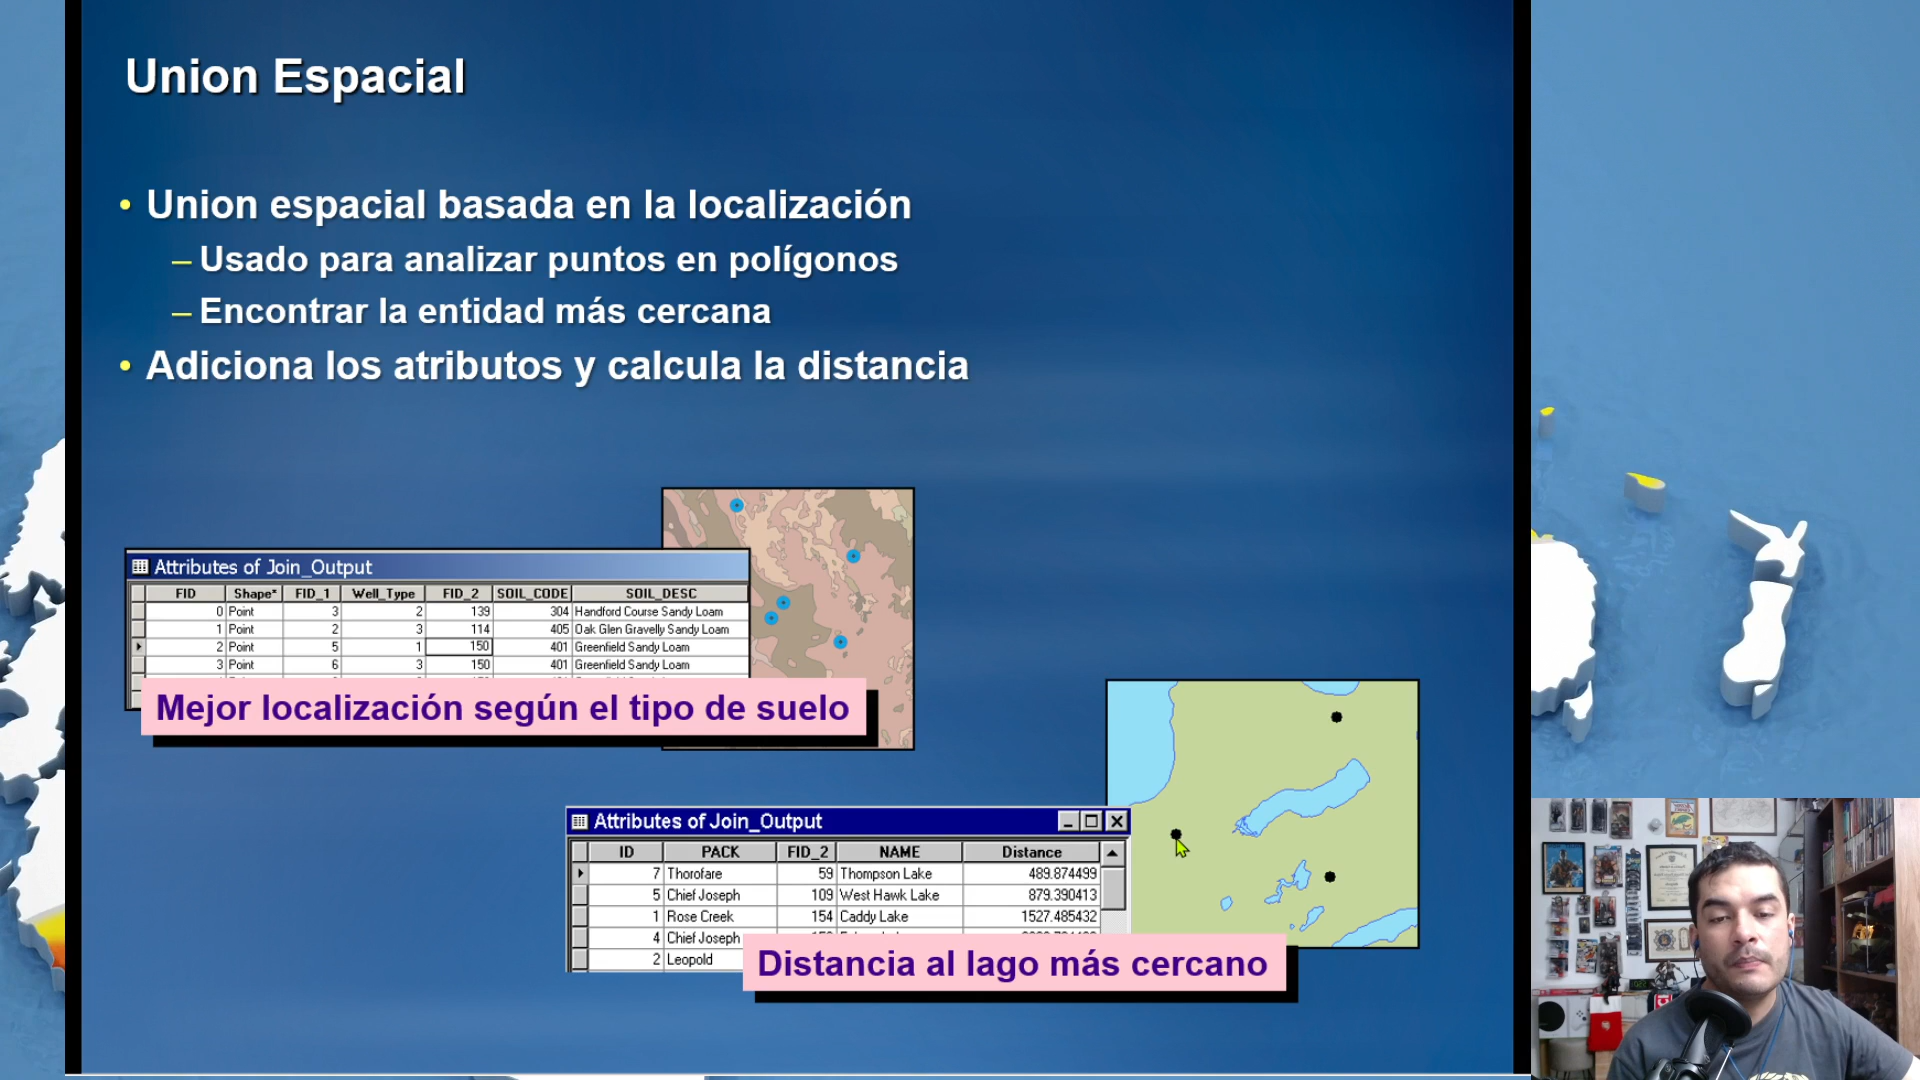 Union Espacial
• Union espacial basada en la localización
– Usado para analizar puntos en polígonos
– Encontrar la entidad más cercana
• Adiciona los atributos y calcula la distancia
Attributes of Join_Output
FID Shape* FID_1 Well_Type FID_2 SOIL_CODE SOIL_DESC
0 Point 3 2 139 304 Handford Course Sandy Loam
1 Point 2 3 114 405 Oak Glen Gravelly Sandy Loam
2 Point 5 1 150 401 Greenfield Sandy Loam
3 Point 6 3 150 401 Greenfield Sandy Loam
Mejor localización según el tipo de suelo
Attributes of Join_Output
ID PACK FID_2 NAME Distance
7 Thorofare 59 Thompson Lake 489.874499
5 Chief Joseph 109 West Hawk Lake 879.390413
1 Rose Creek 154 Caddy Lake 1527.485432
4 Chief Joseph
2 Leopold
Distancia al lago más cercano